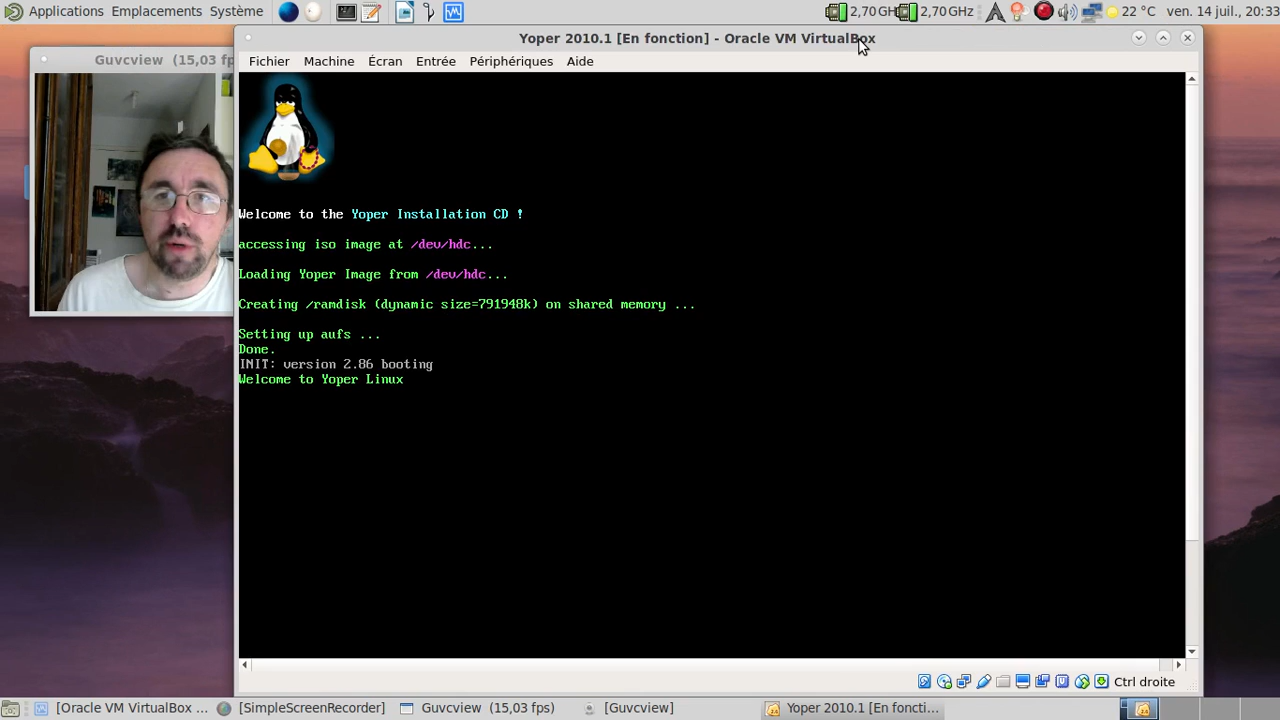 Applications Emplacements Système
2,70 GH 2,70 GHz 22 °C ven. 14 juil., 20:33
Guvcview (15,03 fp
Yoper 2010.1 [En fonction] - Oracle VM VirtualBox
Fichier Machine Écran Entrée Périphériques Aide
Welcome to the Yoper Installation CD !
accessing iso image at /dev/hdc...
Loading Yoper Image from /dev/hdc...
Creating /ramdisk (dynamic size=791948k) on shared memory ...
Setting up aufs ...
Done.
INIT: version 2.86 booting
Welcome to Yoper Linux
Ctrl droite
[Oracle VM VirtualBox ... [SimpleScreenRecorder] Guvcview (15,03 fps) [Guvcview] Yoper 2010.1 [En foncti...